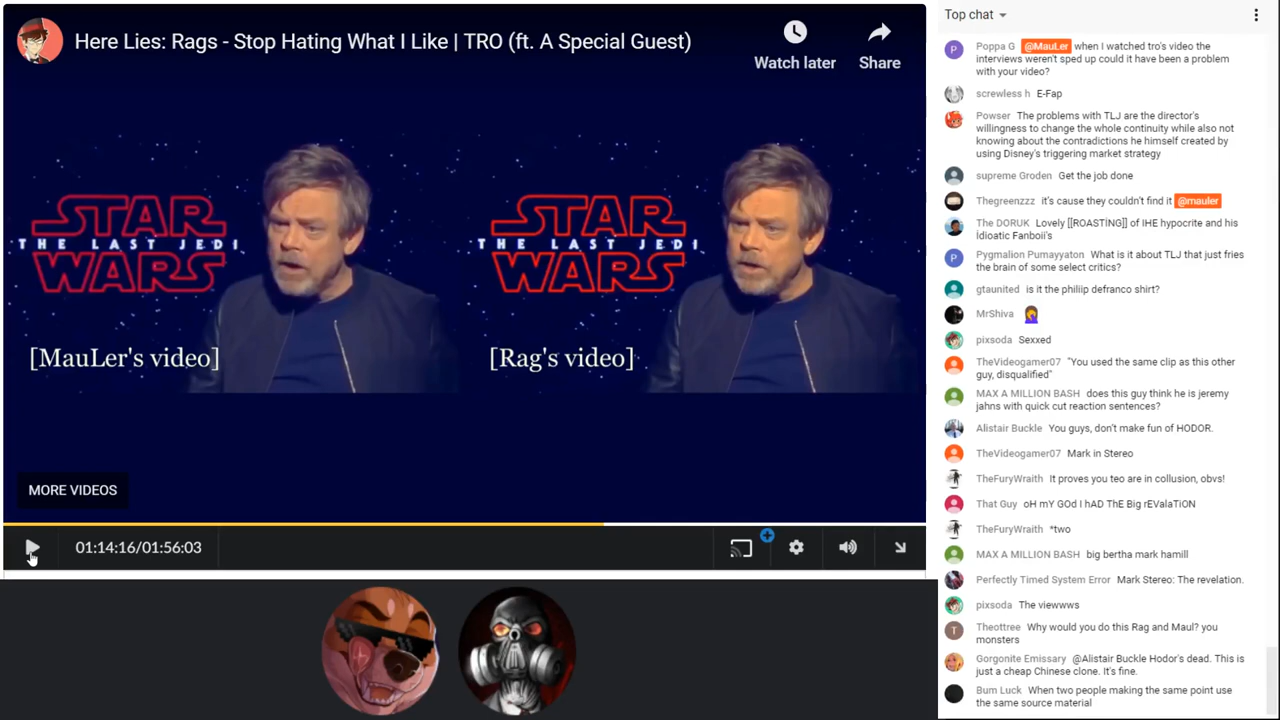 Here Lies: Rags - Stop Hating What I Like | TRO (ft. A Special Guest)
Watch later
Share
STAR
THE LAST JEDI
WARS
[MauLer's video]
STAR
THE LAST JEDI
WARS
[Rag's video]
MORE VIDEOS
01:14:16/01:56:03
Top chat
P
Poppa G @MauLer when I watched tro's video the
interviews weren't sped up could it have been a problem
with your video?
screwless h E-Fap
Powser The problems with TLJ are the director's
willingness to change the whole continuity while also not
knowing about the contradictions he himself created by
using Disney's triggering market strategy
supreme Groden Get the job done
Thegreenzzz it's cause they couldn't find it @mauler
The DORUK Lovely [[ROASTİNG]] of IHE hypocrite and his
İdioatic Fanboii's
P
Pygmalion Pumayyaton What is it about TLJ that just fries
the brain of some select critics?
gtaunited is it the philiip defranco shirt?
MrShiva 🤦‍♀️
pixsoda Sexxed
TheVideogamer07 "You used the same clip as this other
guy, disqualified"
MAX A MILLION BASH does this guy think he is jeremy
jahns with quick cut reaction sentences?
Alistair Buckle You guys, don't make fun of HODOR.
TheVideogamer07 Mark in Stereo
TheFuryWraith It proves you teo are in collusion, obvs!
That Guy oH mY GOd I hAD ThE Big rEValaTiON
TheFuryWraith *two
MAX A MILLION BASH big bertha mark hamill
Perfectly Timed System Error Mark Stereo: The revelation.
pixsoda The viewwws
T
Theottree Why would you do this Rag and Maul? you
monsters
Gorgonite Emissary @Alistair Buckle Hodor's dead. This is
just a cheap Chinese clone. It's fine.
Bum Luck When two people making the same point use
the same source material